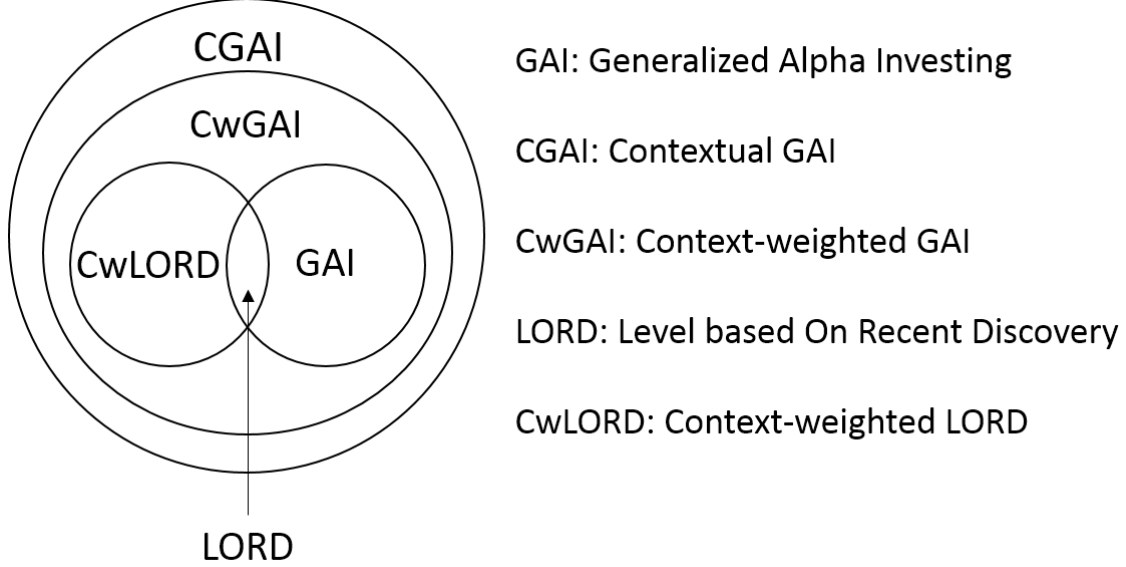 CGAI
CwGAI
CwLORD
GAI
LORD
GAI: Generalized Alpha Investing
CGAI: Contextual GAI
CwGAI: Context-weighted GAI
LORD: Level based On Recent Discovery
CwLORD: Context-weighted LORD